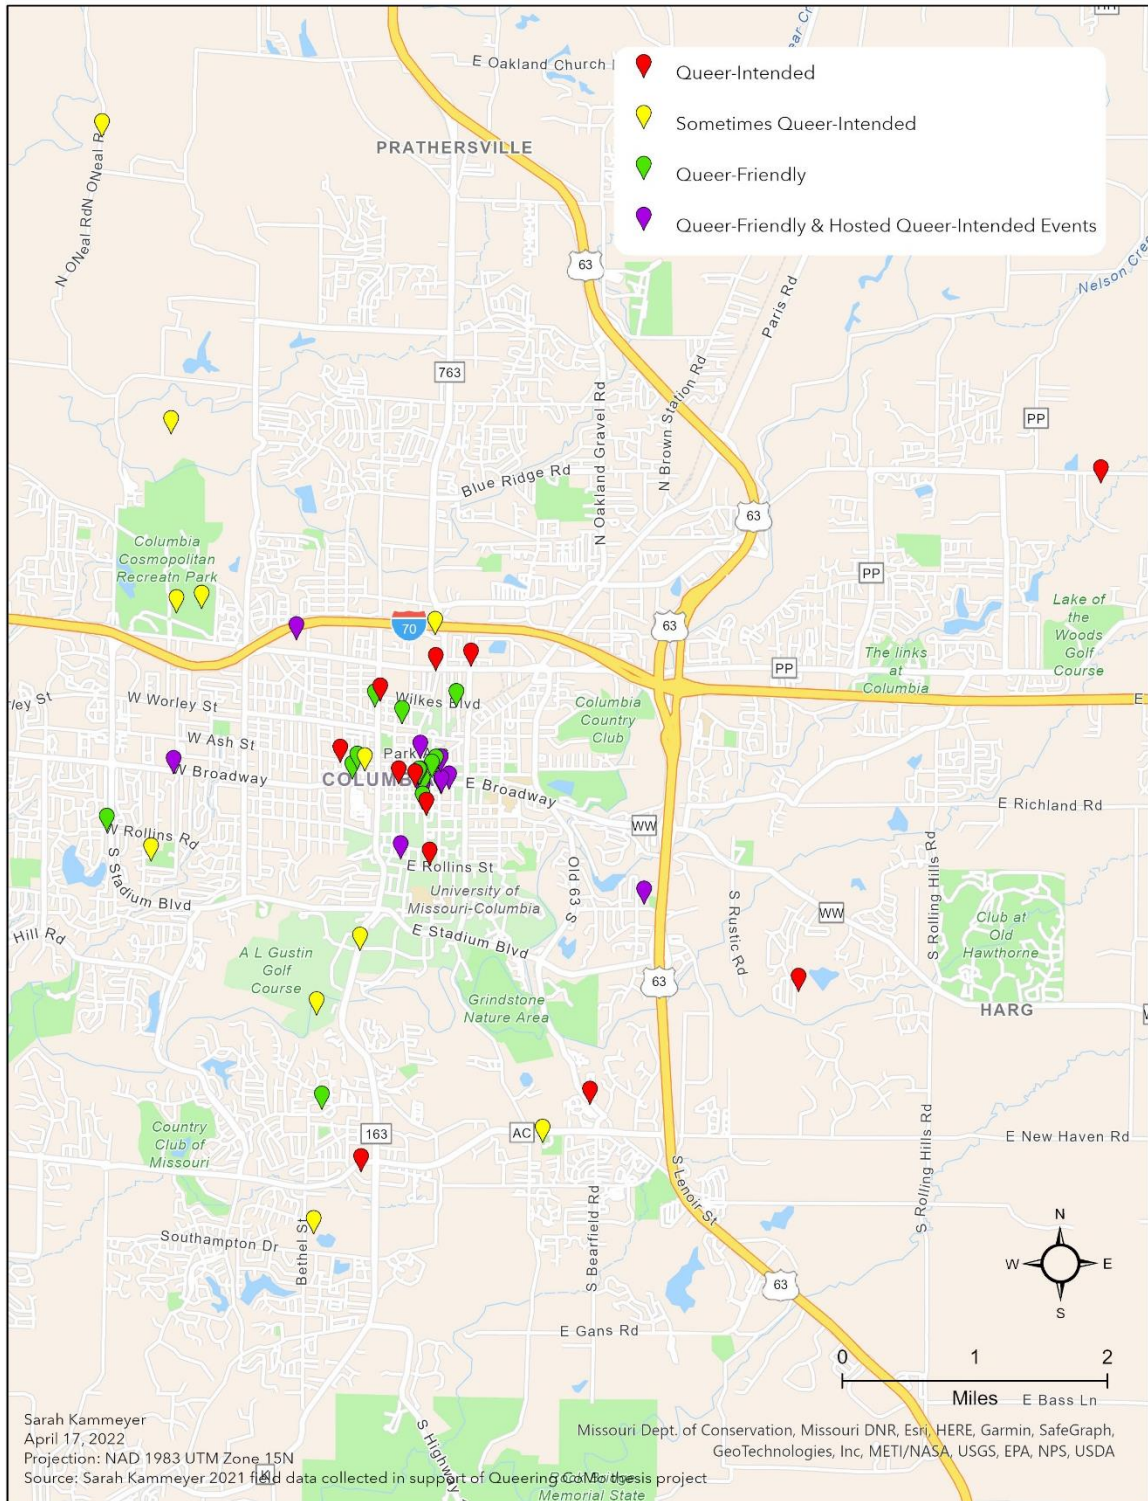 E Oakland Church
PRATHERSVILLE
N ONeal Rd
N ONeal R
Queer-Intended
Sometimes Queer-Intended
Queer-Friendly
Queer-Friendly & Hosted Queer-Intended Events
63
Paris Rd
Nelson Cree
763
N Oakland Gravel Rd
N Brown Station Rd
PP
Blue Ridge Rd
63
Columbia
Cosmopolitan
Recreatn Park
PP
70
63
Lake of
the
Woods
Golf
Course
The links
at
Columbia
PP
W Worley St
rley St
Wilkes Blvd
Columbia
Country
Club
E
W Ash St
Park A
W Broadway
COLUMB
E Broadway
E Richland Rd
WW
W Rollins Rd
S Stadium Blvd
E Rollins St
Old 63 S
University of
Missouri-Columbia
S Rustic Rd
WW
S Rolling Hills Rd
Club at
Old
Hawthorne
Hill Rd
E Stadium Blvd
A L Gustin
Golf
Course
63
Grindstone
Nature Area
HARG
Country
Club of
Missouri
163
AC
E New Haven Rd
S Lenoir St
S Rolling Hills Rd
S Bearfield Rd
Bethel St
Southampton Dr
N
W E
S
63
E Gans Rd
0 1 2
Miles
E Bass Ln
S Highway
K
Memorial State
Sarah Kammeyer
April 17, 2022
Projection: NAD 1983 UTM Zone 15N
Source: Sarah Kammeyer 2021 field data collected in support of Queering CoMo thesis project
Missouri Dept. of Conservation, Missouri DNR, Esri, HERE, Garmin, SafeGraph,
GeoTechnologies, Inc, METI/NASA, USGS, EPA, NPS, USDA